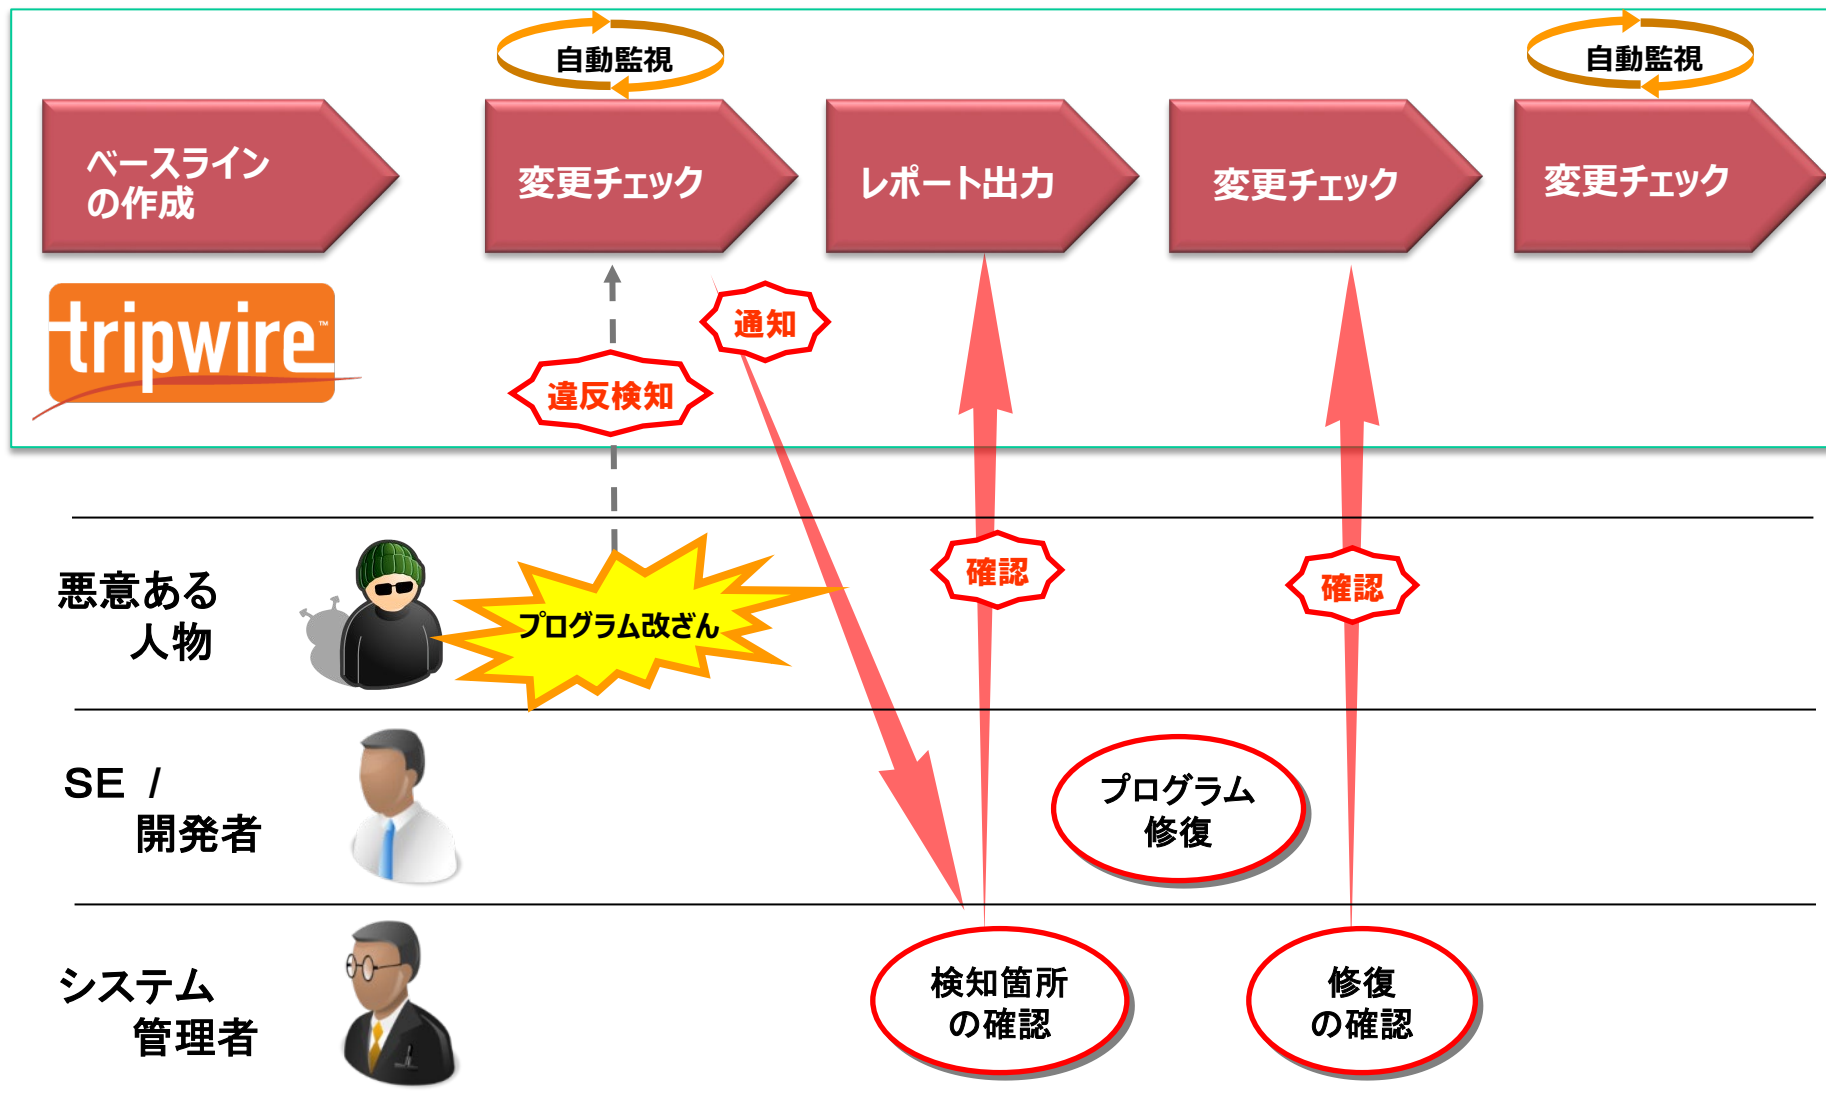 自動監視
自動監視
ベースライン
の作成
変更チェック
レポート出力
変更チェック
変更チェック
tripwire™
通知
違反検知
確認
確認
悪意ある
人物
プログラム改ざん
SE /
開発者
プログラム
修復
システム
管理者
検知箇所
の確認
修復
の確認